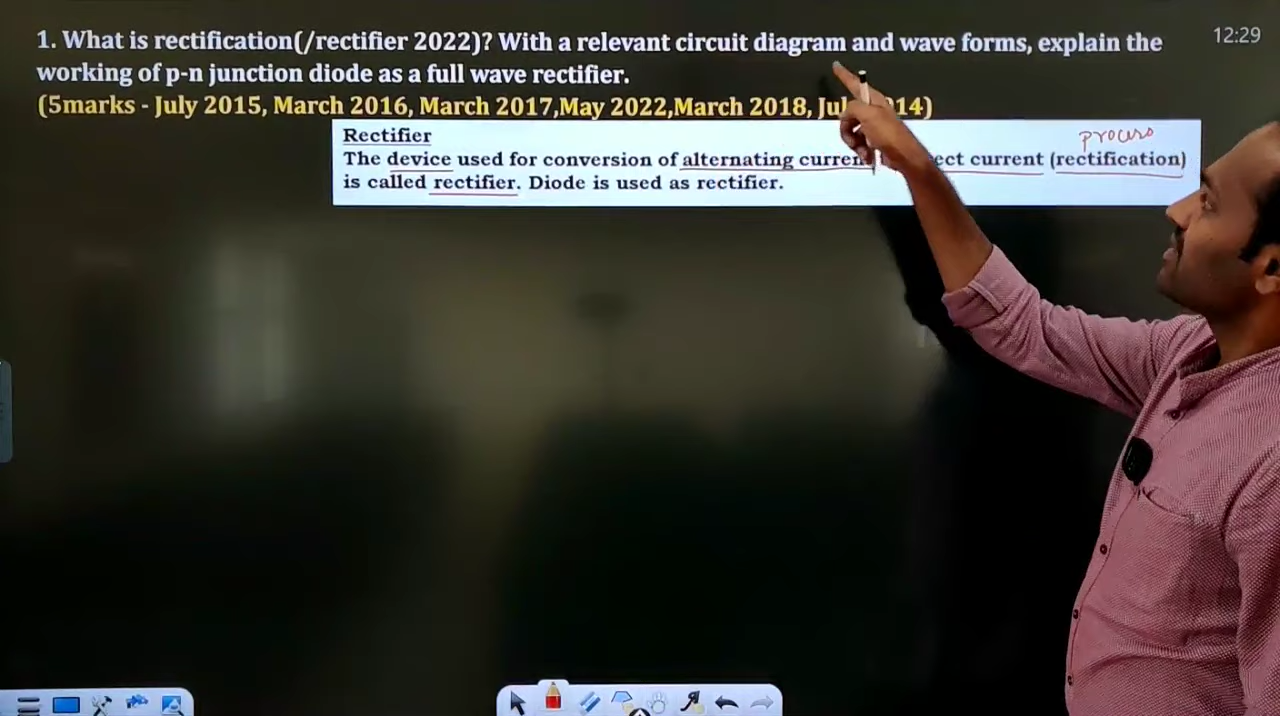 1. What is rectification(/rectifier 2022)? With a relevant circuit diagram and wave forms, explain the
12:29
working of p-n junction diode as a full wave rectifier.
(5marks - July 2015, March 2016, March 2017,May 2022,March 2018, 14)
Rectifier
process
The device used for conversion of alternating current (rectification)
is called rectifier. Diode is used as rectifier.